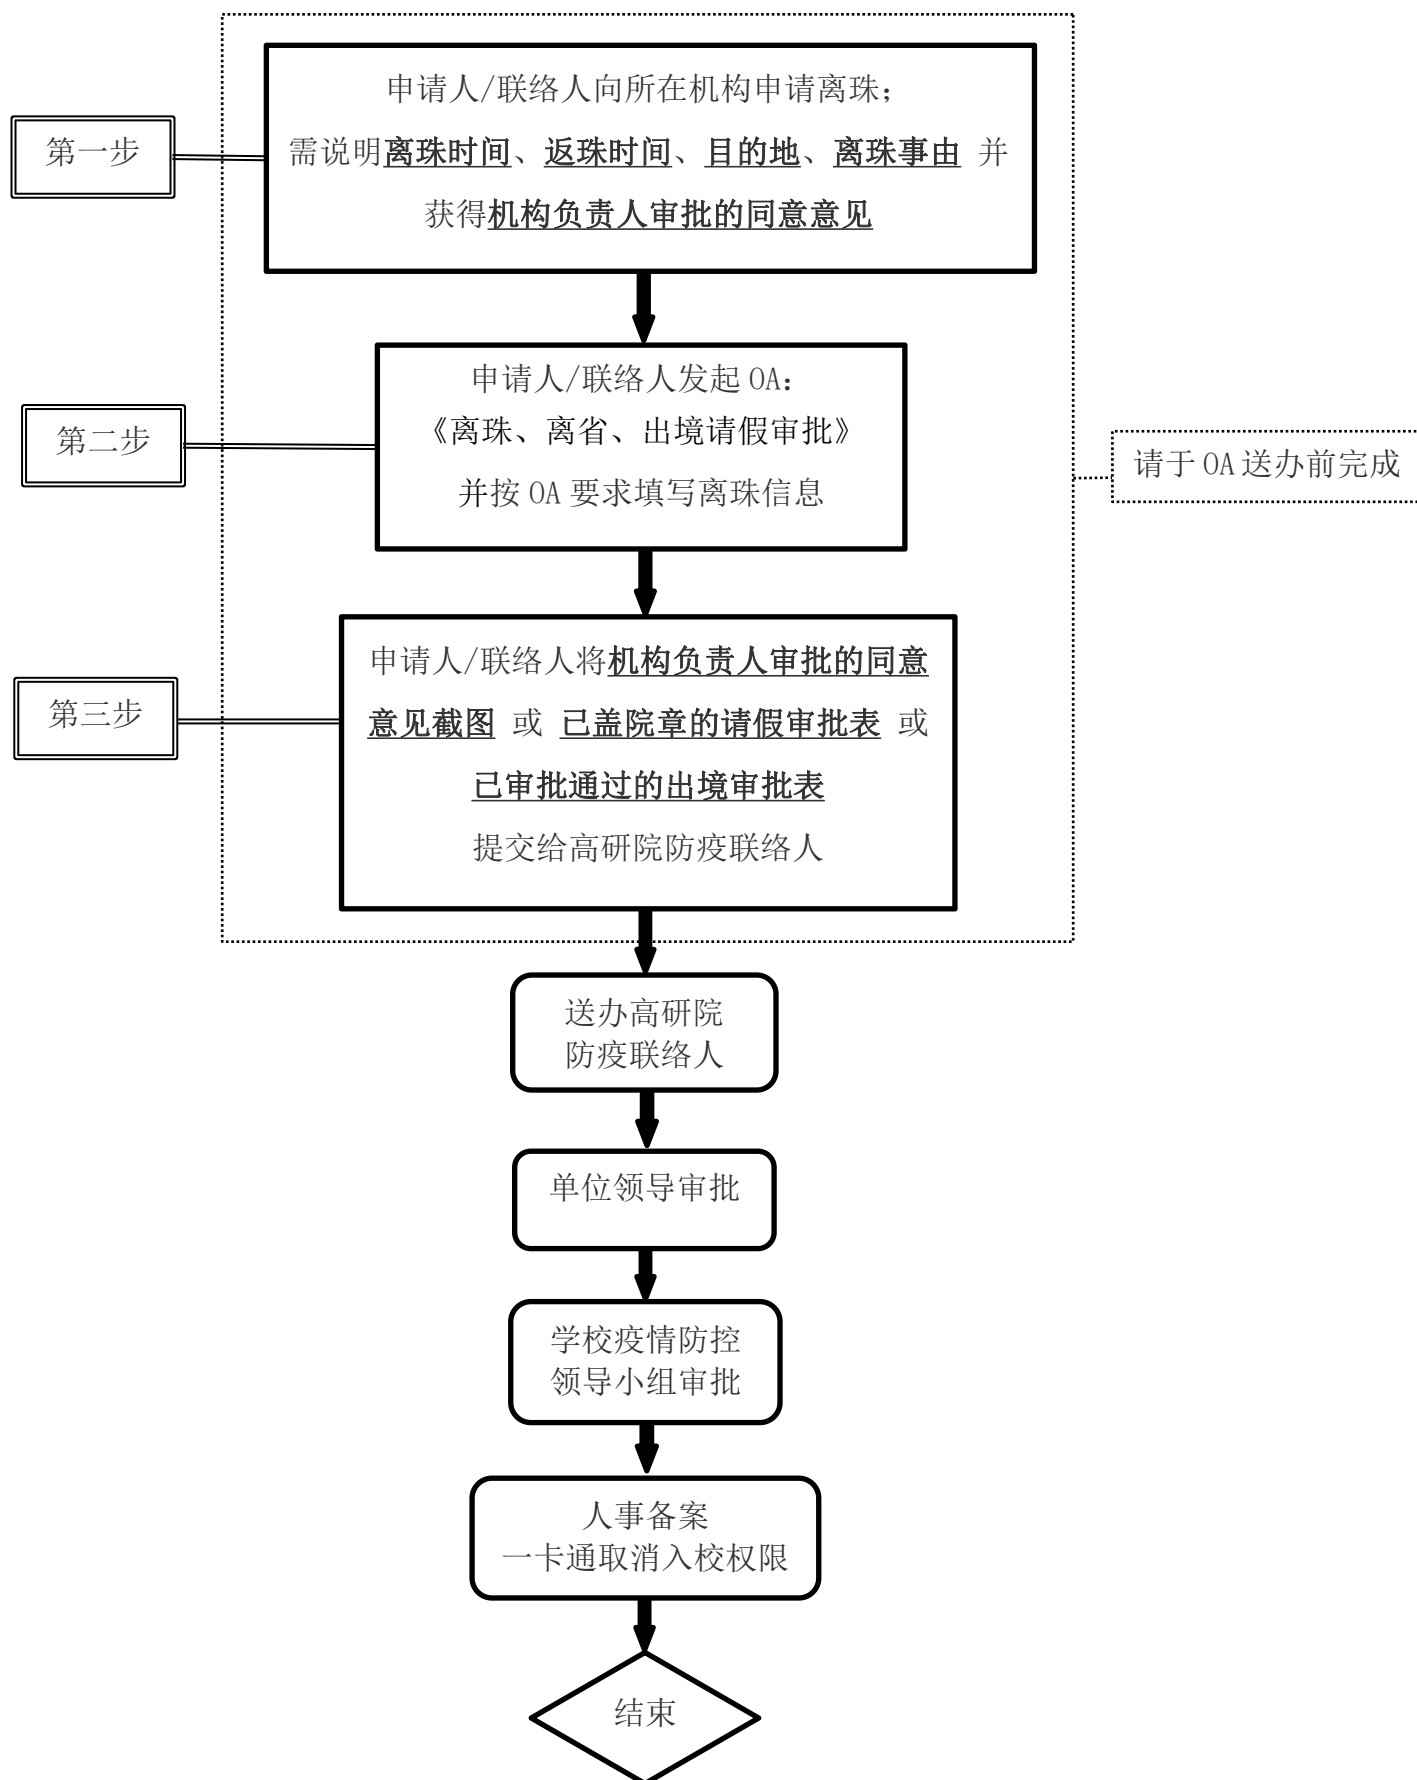 申请人/联络人向所在机构申请离珠；
第一步
需说明离珠时间、返珠时间、目的地、离珠事由 并
获得机构负责人审批的同意意见
申请人/联络人发起 OA：
《离珠、离省、出境请假审批》
并按 OA 要求填写离珠信息
第二步
请于 OA 送办前完成
申请人/联络人将机构负责人审批的同意
意见截图 或 已盖院章的请假审批表 或
已审批通过的出境审批表
提交给高研院防疫联络人
第三步
送办高研院
防疫联络人
单位领导审批
学校疫情防控
领导小组审批
人事备案
一卡通取消入校权限
结束